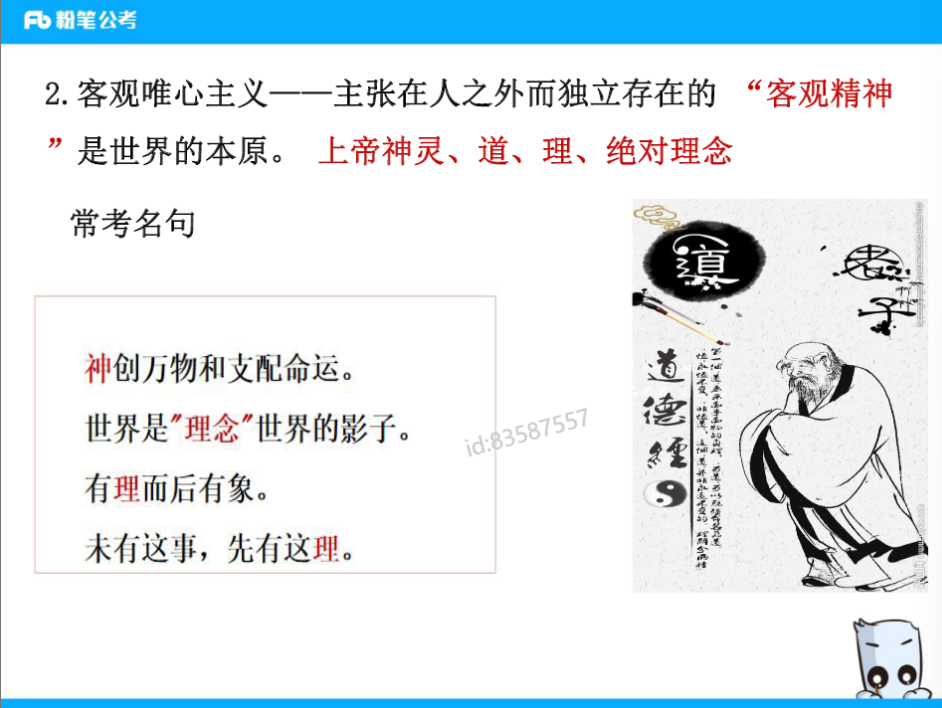 粉笔公考
2.客观唯心主义——主张在人之外而独立存在的 “客观精神
”是世界的本原。 上帝神灵、道、理、绝对理念
常考名句
神创万物和支配命运。
世界是"理念"世界的影子。
有理而后有象。
未有这事，先有这理。
id:83587557
道
老子
道德經